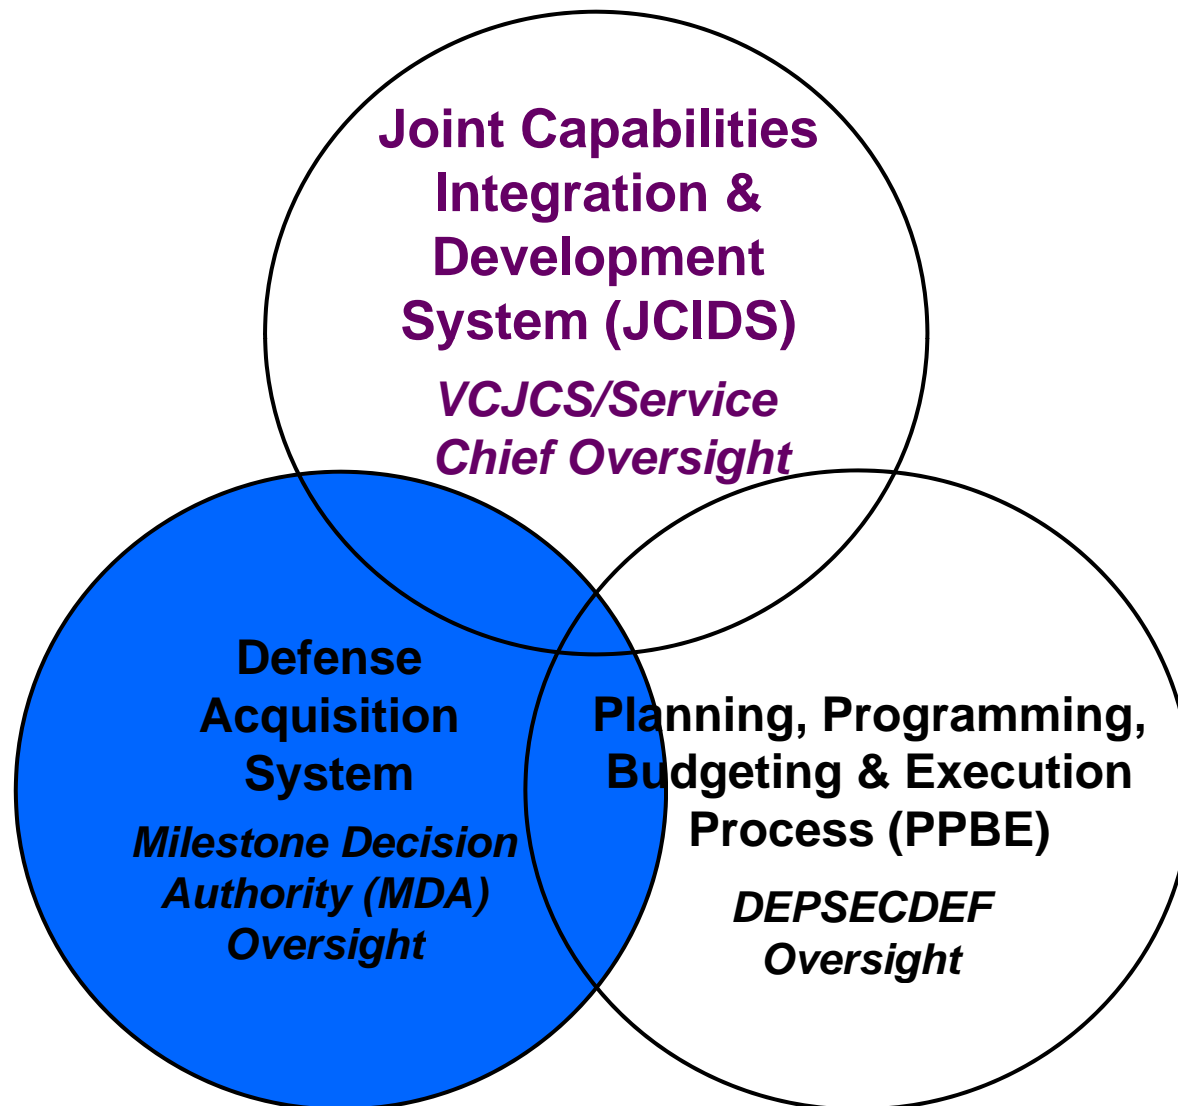 Joint Capabilities
Integration &
Development
System (JCIDS)
VCJCS/Service
Chief Oversight
Defense
Acquisition
System
Milestone Decision
Authority (MDA)
Oversight
Planning, Programming,
Budgeting & Execution
Process (PPBE)
DEPSECDEF
Oversight